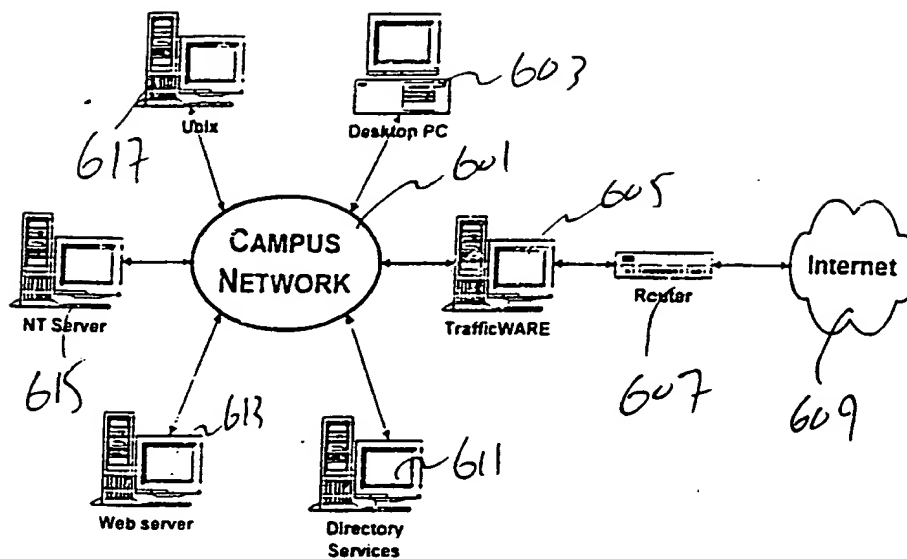 Ubix
617
Desktop PC
603
601
CAMPUS
NETWORK
605
NT Server
615
TrafficWARE
Router
607
Internet
609
Web server
613
Directory
Services
611